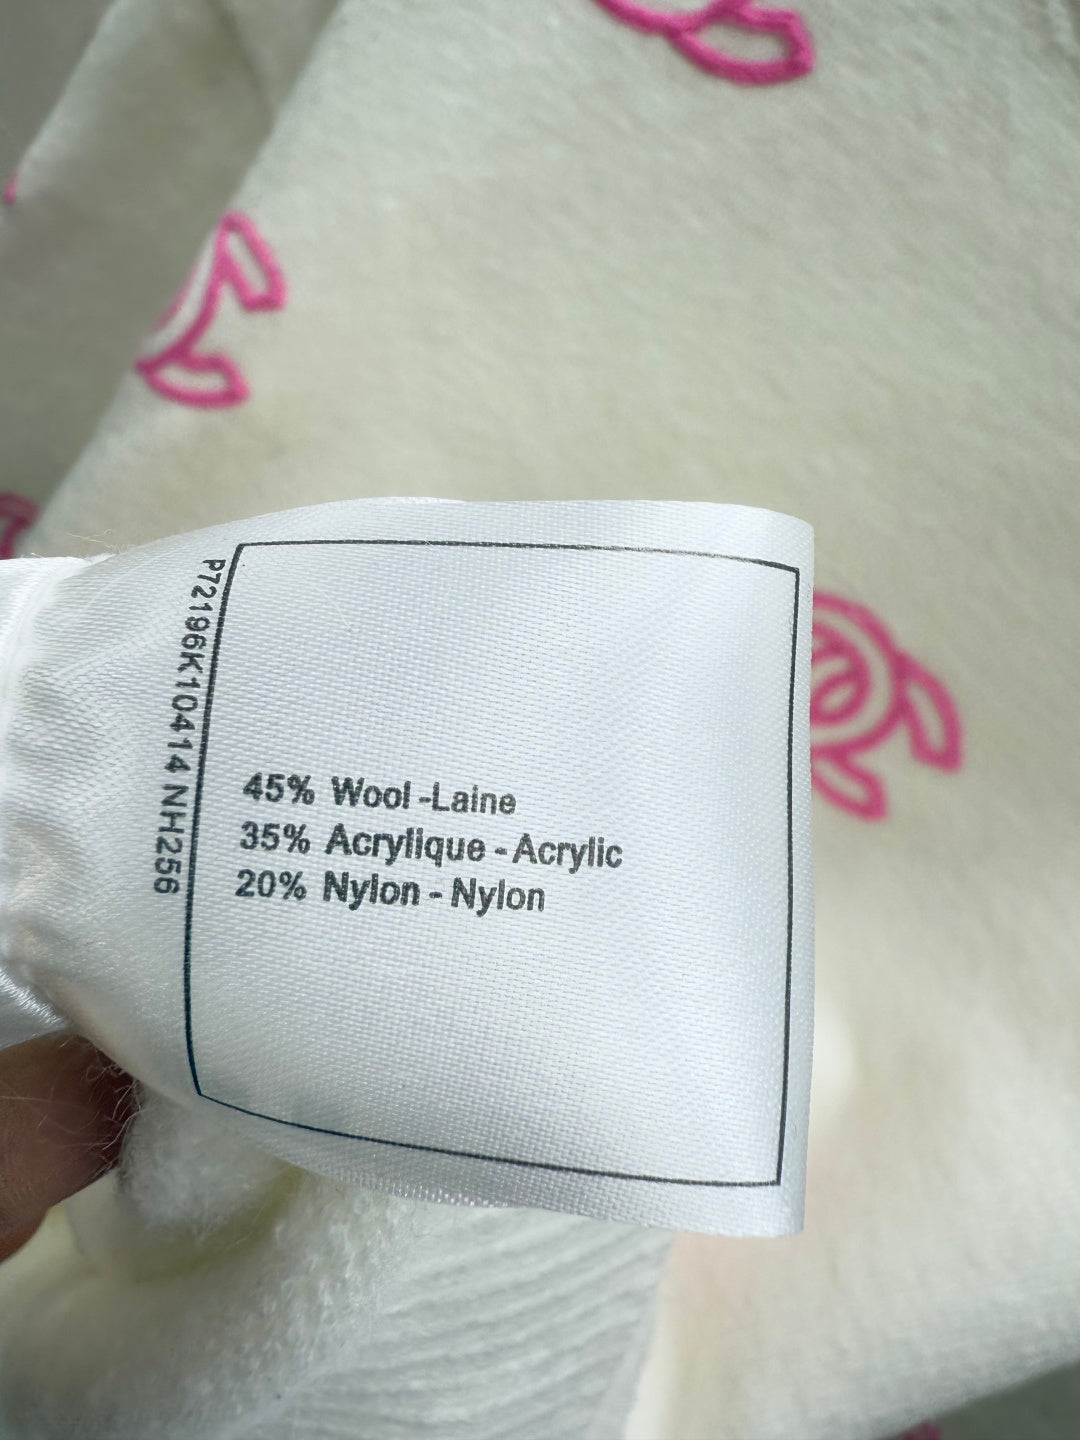 P72196K10414 NH256
45% Wool -Laine
35% Acrylique - Acrylic
20% Nylon - Nylon